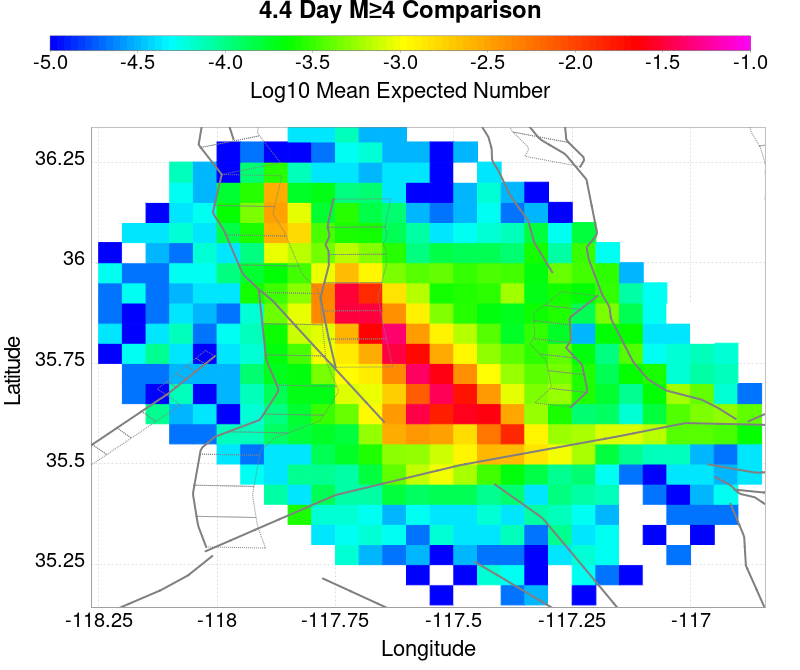 4.4 Day M≥4 Comparison
-5.0 -4.5 -4.0 -3.5 -3.0 -2.5 -2.0 -1.5 -1.0
Log10 Mean Expected Number
36.25
36
35.75
35.5
35.25
Latitude
-118.25 -118 -117.75 -117.5 -117.25 -117
Longitude